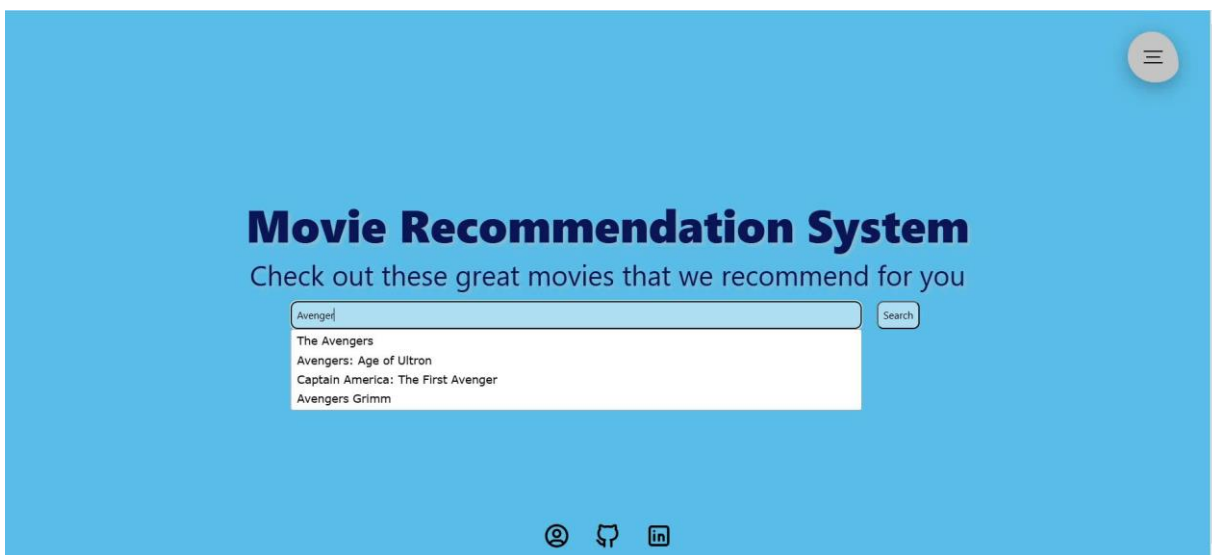 Movie Recommendation System
Check out these great movies that we recommend for you
Avenger Search
The Avengers
Avengers: Age of Ultron
Captain America: The First Avenger
Avengers Grimm
in